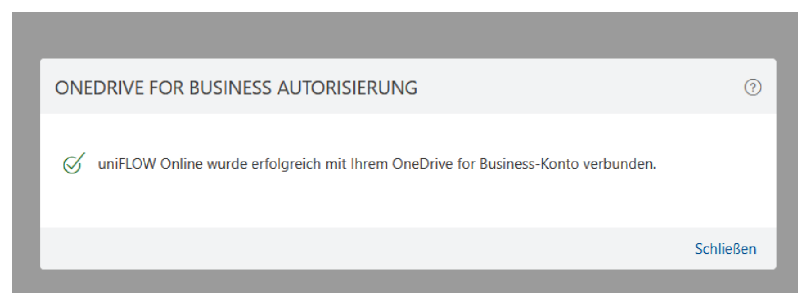 ONEDRIVE FOR BUSINESS AUTORISIERUNG
uniFLOW Online wurde erfolgreich mit Ihrem OneDrive for Business-Konto verbunden.
Schließen